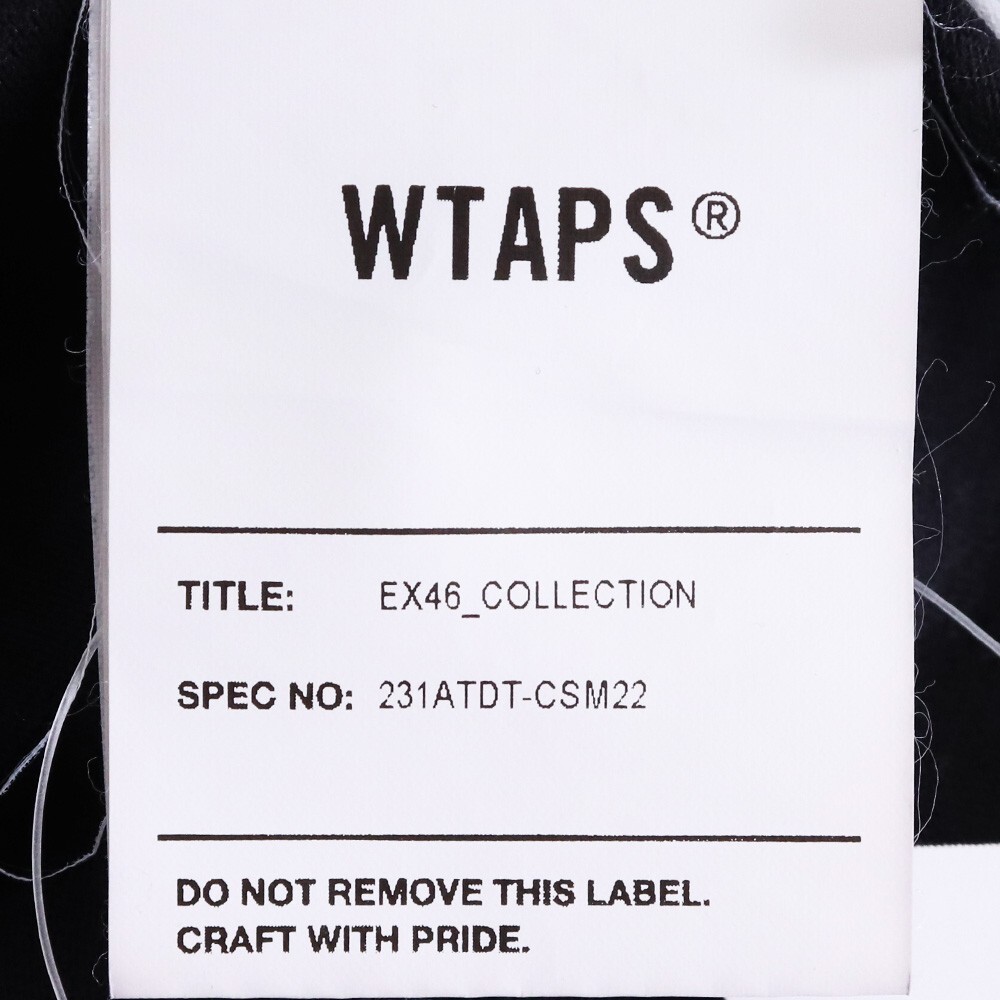 WTAPS®
TITLE: EX46_COLLECTION
SPEC NO: 231ATDT-CSM22
DO NOT REMOVE THIS LABEL.
CRAFT WITH PRIDE.